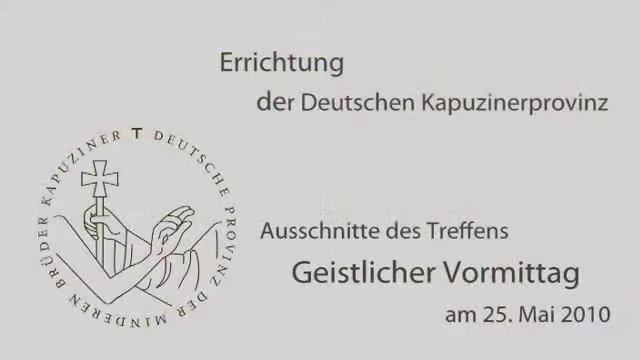 Errichtung
der Deutschen Kapuzinerprovinz
DEUTSCHE PROVINZ DER MINDEREN BRÜDER KAPUZINER T
Ausschnitte des Treffens
Geistlicher Vormittag
am 25. Mai 2010